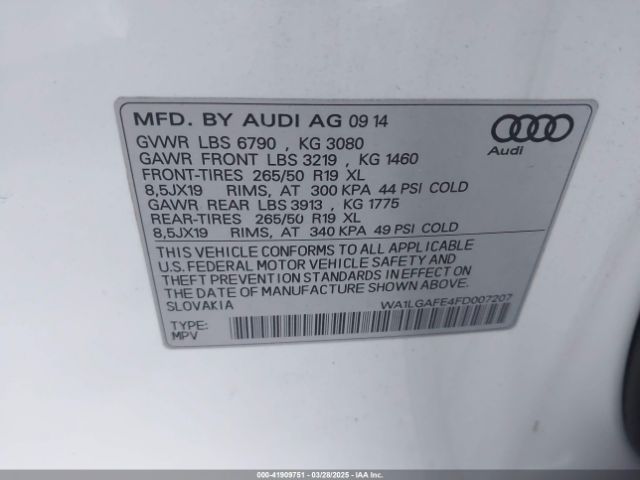 MFD. BY AUDI AG 09 14
GVWR LBS 6790 , KG 3080
GAWR FRONT LBS 3219 , KG 1460
FRONT-TIRES 265/50 R19 XL
8,5JX19 RIMS, AT 300 KPA 44 PSI COLD
GAWR REAR LBS 3913 , KG 1775
REAR-TIRES 265/50 R19 XL
8,5JX19 RIMS, AT 340 KPA 49 PSI COLD
THIS VEHICLE CONFORMS TO ALL APPLICABLE
U.S. FEDERAL MOTOR VEHICLE SAFETY AND
THEFT PREVENTION STANDARDS IN EFFECT ON
THE DATE OF MANUFACTURE SHOWN ABOVE.
SLOVAKIA WA1LGAFE4FD007207
TYPE:
MPV
Audi
000-41909751 - 03/28/2025 - IAAI.COM